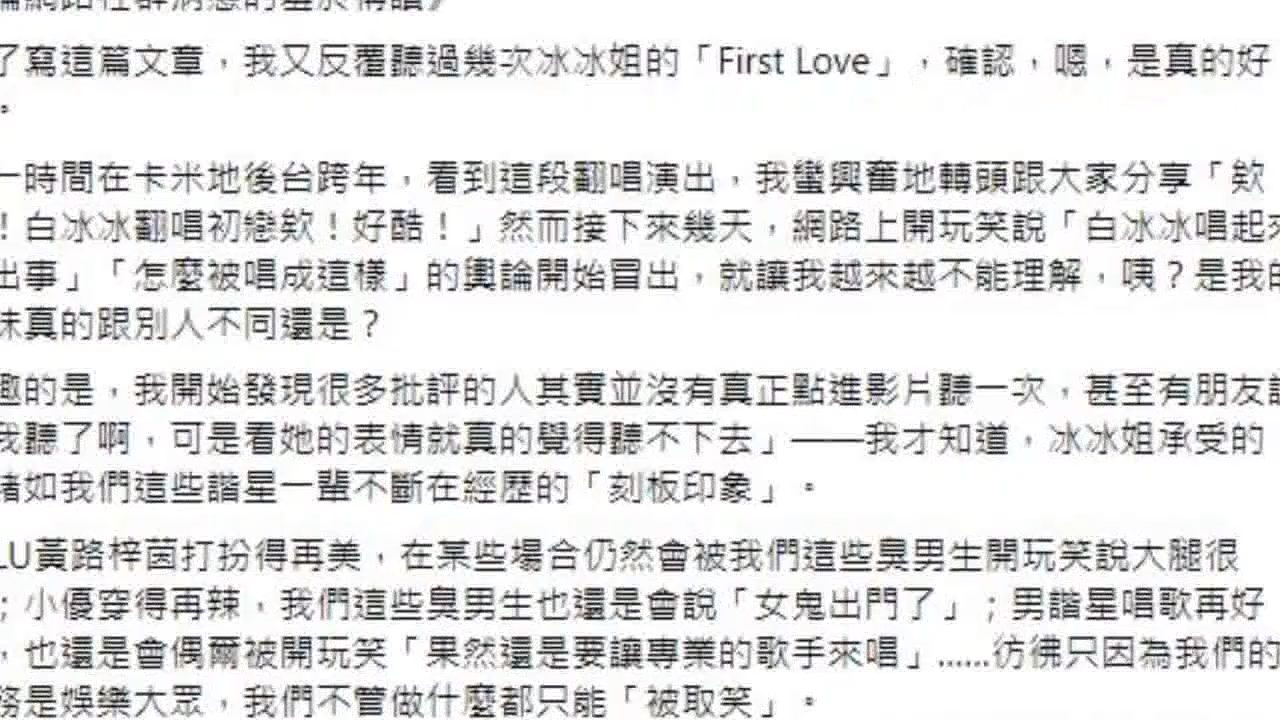 了寫這篇文章，我又反覆聽過幾次冰冰姐的「First Love」，確認，嗯，是真的好
。
一時間在卡米地後台跨年，看到這段翻唱演出，我蠻興奮地轉頭跟大家分享「欸
！白冰冰翻唱初戀欸！好酷！」然而接下來幾天，網路上開玩笑說「白冰冰唱起來
出事」「怎麼被唱成這樣」的輿論開始冒出，就讓我越來越不能理解，咦？是我的
味真的跟別人不同還是？
趣的是，我開始發現很多批評的人其實並沒有真正點進影片聽一次，甚至有朋友說
我聽了啊，可是看她的表情就真的覺得聽不下去」——我才知道，冰冰姐承受的
諸如我們這些諧星一輩不斷在經歷的「刻板印象」。
LU黃路梓茵打扮得再美，在某些場合仍然會被我們這些臭男生開玩笑說大腿很
；小優穿得再辣，我們這些臭男生也還是會說「女鬼出門了」；男諧星唱歌再好
，也還是會偶爾被開玩笑「果然還是要讓專業的歌手來唱」......彷彿只因為我們的
務是娛樂大眾，我們不管做什麼都只能「被取笑」。